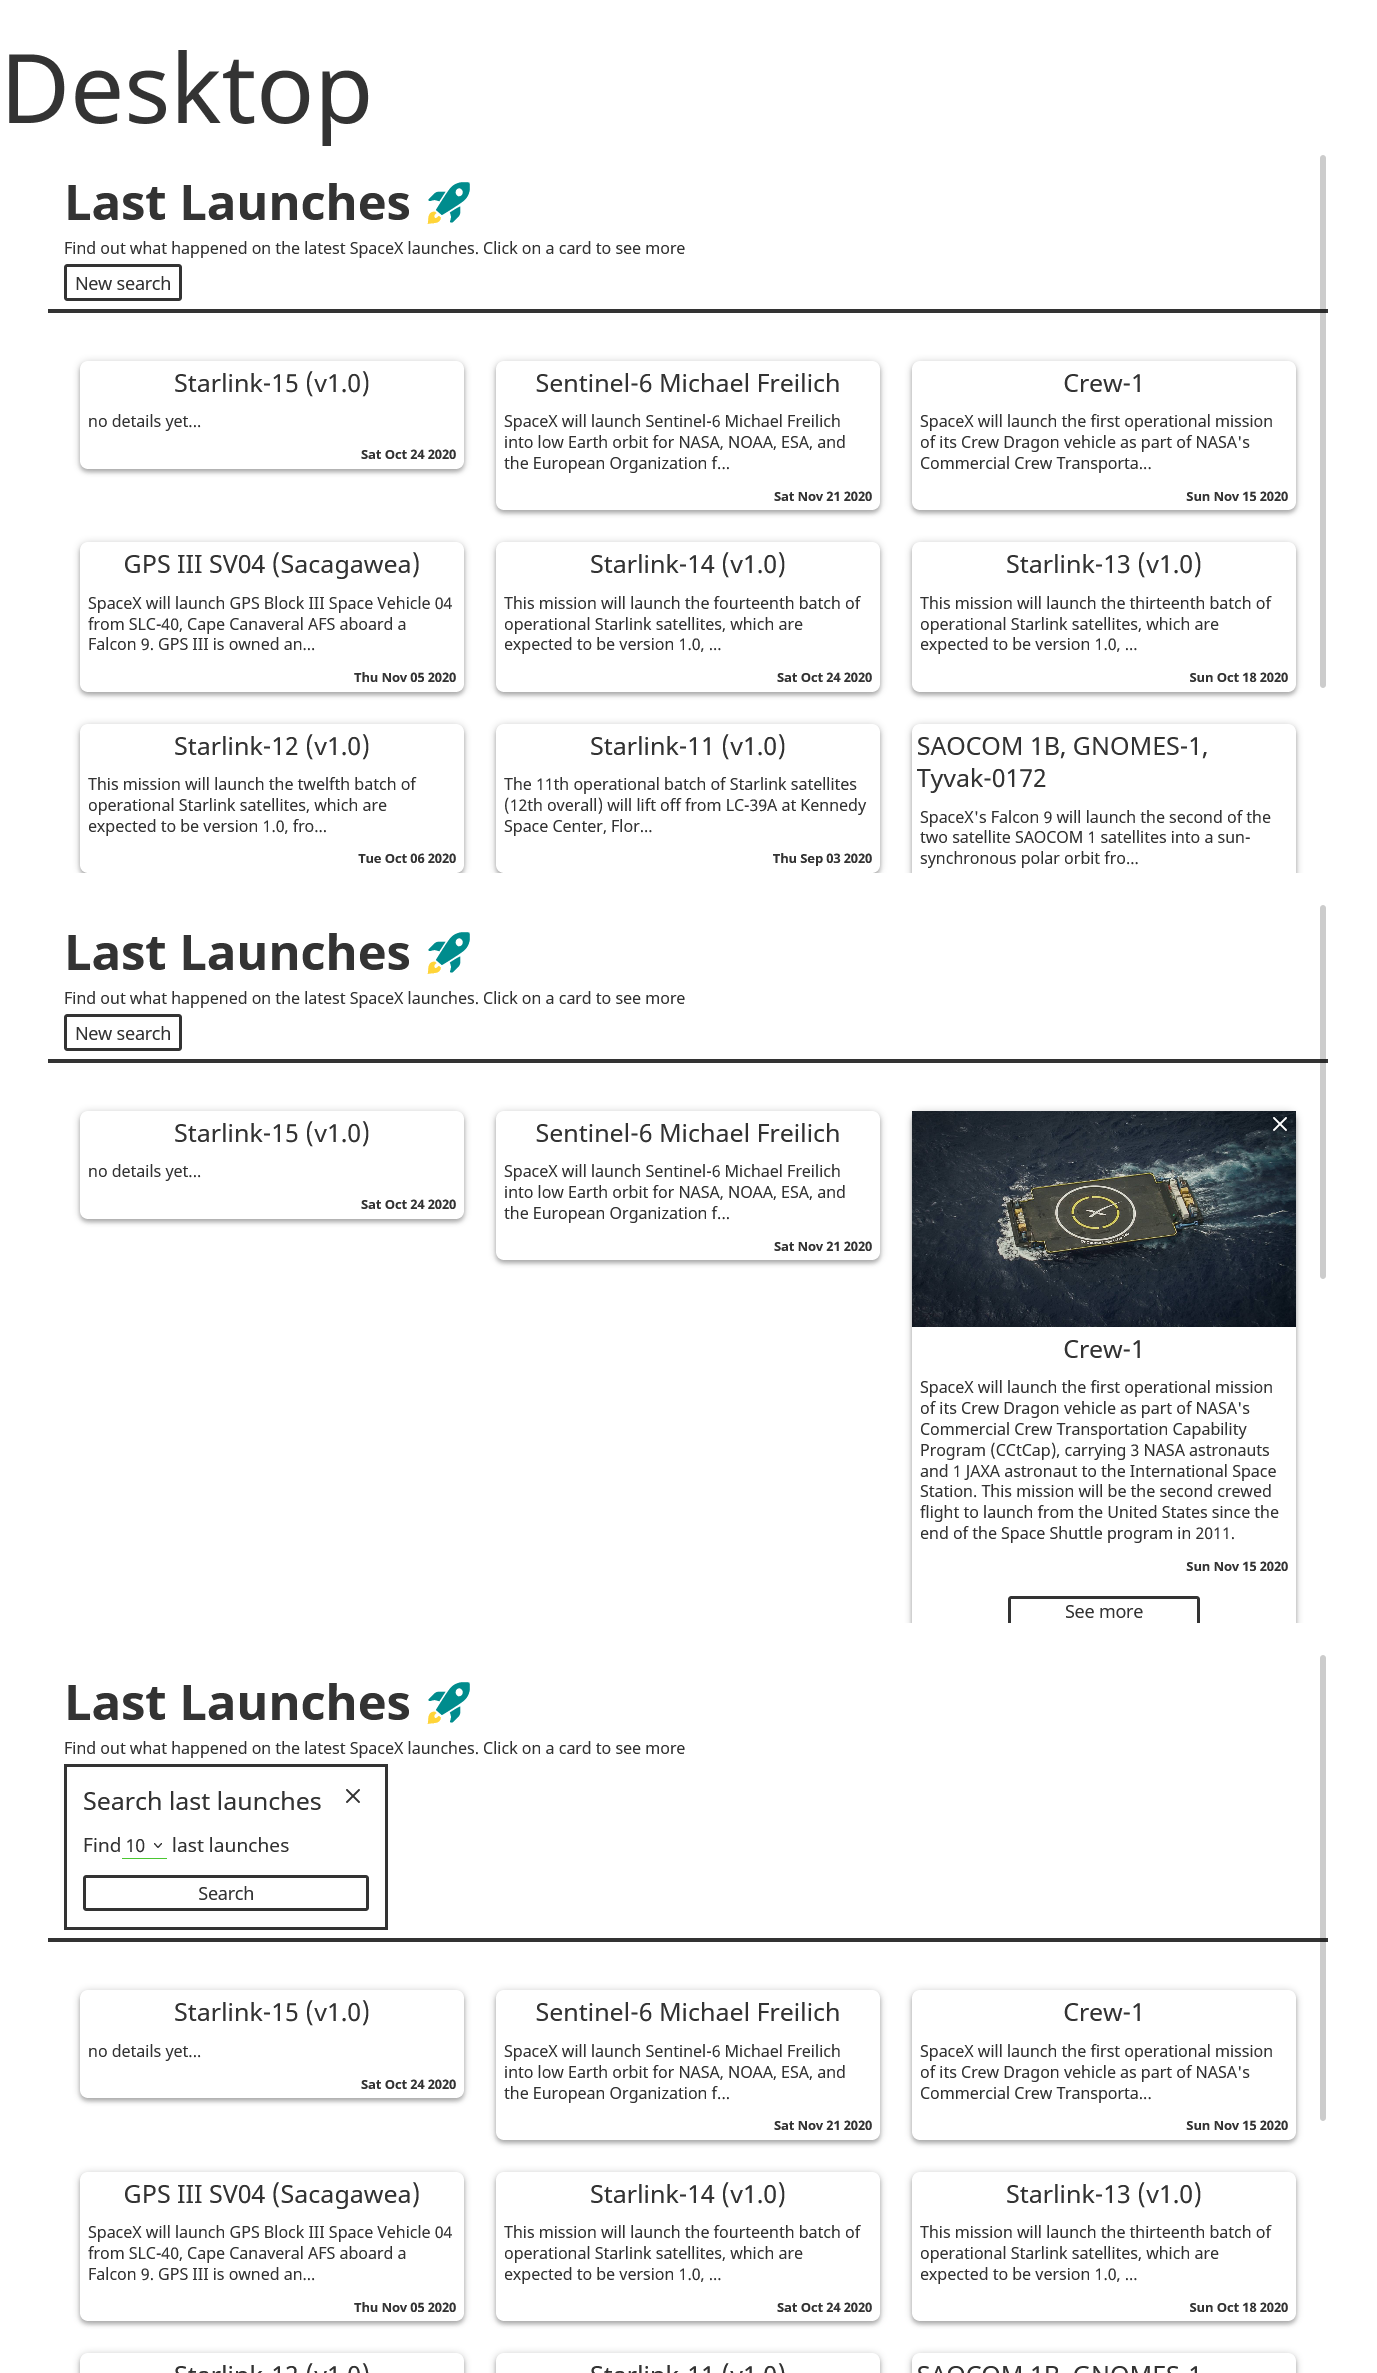 Desktop
Last Launches
Find out what happened on the latest SpaceX launches. Click on a card to see more
New search
Starlink-15 (v1.0)
no details yet...
Sat Oct 24 2020
Sentinel-6 Michael Freilich
SpaceX will launch Sentinel-6 Michael Freilich
into low Earth orbit for NASA, NOAA, ESA, and
the European Organization f...
Sat Nov 21 2020
Crew-1
SpaceX will launch the first operational mission
of its Crew Dragon vehicle as part of NASA's
Commercial Crew Transporta...
Sun Nov 15 2020
GPS III SV04 (Sacagawea)
SpaceX will launch GPS Block III Space Vehicle 04
from SLC-40, Cape Canaveral AFS aboard a
Falcon 9. GPS III is owned an...
Thu Nov 05 2020
Starlink-14 (v1.0)
This mission will launch the fourteenth batch of
operational Starlink satellites, which are
expected to be version 1.0, ...
Sat Oct 24 2020
Starlink-13 (v1.0)
This mission will launch the thirteenth batch of
operational Starlink satellites, which are
expected to be version 1.0, ...
Sun Oct 18 2020
Starlink-12 (v1.0)
This mission will launch the twelfth batch of
operational Starlink satellites, which are
expected to be version 1.0, fro...
Tue Oct 06 2020
Starlink-11 (v1.0)
The 11th operational batch of Starlink satellites
(12th overall) will lift off from LC-39A at Kennedy
Space Center, Flor...
Thu Sep 03 2020
SAOCOM 1B, GNOMES-1,
Tyvak-0172
SpaceX's Falcon 9 will launch the second of the
two satellite SAOCOM 1 satellites into a sun-
synchronous polar orbit fro...
Last Launches
Find out what happened on the latest SpaceX launches. Click on a card to see more
New search
Starlink-15 (v1.0)
no details yet...
Sat Oct 24 2020
Sentinel-6 Michael Freilich
SpaceX will launch Sentinel-6 Michael Freilich
into low Earth orbit for NASA, NOAA, ESA, and
the European Organization f...
Sat Nov 21 2020
Crew-1
SpaceX will launch the first operational mission
of its Crew Dragon vehicle as part of NASA's
Commercial Crew Transportation Capability
Program (CCtCap), carrying 3 NASA astronauts
and 1 JAXA astronaut to the International Space
Station. This mission will be the second crewed
flight to launch from the United States since the
end of the Space Shuttle program in 2011.
Sun Nov 15 2020
See more
Last Launches
Find out what happened on the latest SpaceX launches. Click on a card to see more
Search last launches
Find 10 last launches
Search
Starlink-15 (v1.0)
no details yet...
Sat Oct 24 2020
Sentinel-6 Michael Freilich
SpaceX will launch Sentinel-6 Michael Freilich
into low Earth orbit for NASA, NOAA, ESA, and
the European Organization f...
Sat Nov 21 2020
Crew-1
SpaceX will launch the first operational mission
of its Crew Dragon vehicle as part of NASA's
Commercial Crew Transporta...
Sun Nov 15 2020
GPS III SV04 (Sacagawea)
SpaceX will launch GPS Block III Space Vehicle 04
from SLC-40, Cape Canaveral AFS aboard a
Falcon 9. GPS III is owned an...
Thu Nov 05 2020
Starlink-14 (v1.0)
This mission will launch the fourteenth batch of
operational Starlink satellites, which are
expected to be version 1.0, ...
Sat Oct 24 2020
Starlink-13 (v1.0)
This mission will launch the thirteenth batch of
operational Starlink satellites, which are
expected to be version 1.0, ...
Sun Oct 18 2020
Starlink-12 (v1.0)
Starlink-11 (v1.0)
SAOCOM 1B, GNOMES-1,